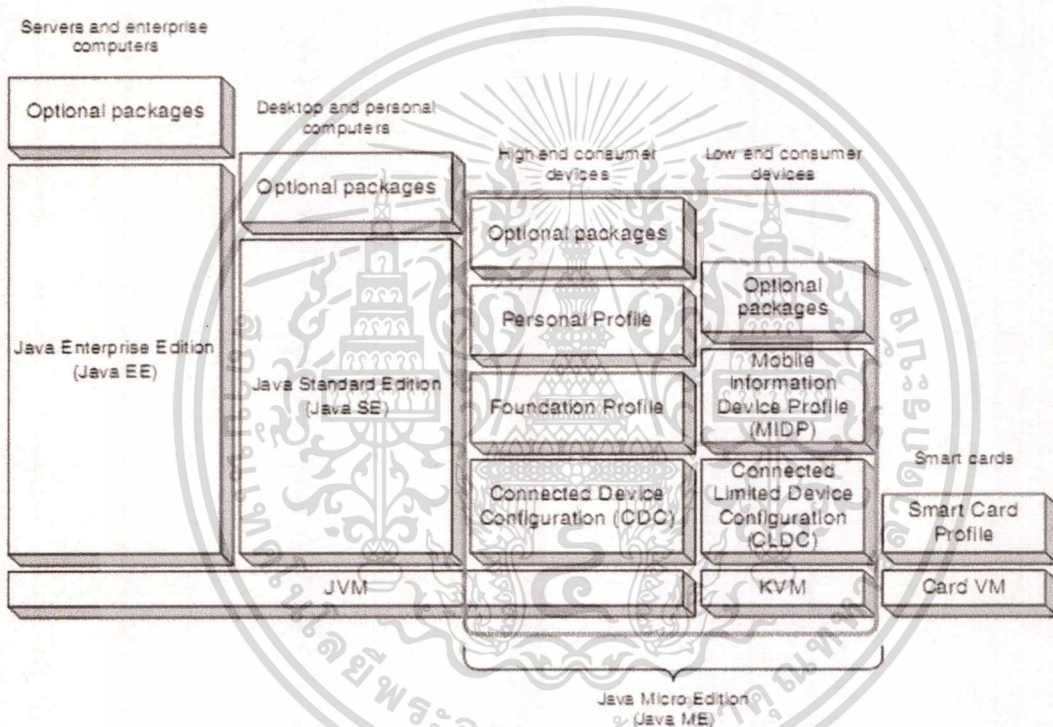 Servers and enterprise
computers
Optional packages
Java Enterprise Edition
(Java EE)
Desktop and personal
computers
Optional packages
Java Standard Edition
(Java SE)
High end consumer
devices
Optional packages
Personal Profile
Foundation Profile
Connected Device
Configuration (CDC)
Low end consumer
devices
Optional
packages
Mobile
Information
Device Profile
(MIDP)
Connected
Limited Device
Configuration
(CLDC)
Smart cards
Smart Card
Profile
JVM
KVM
Card VM
Java Micro Edition
(Java ME)